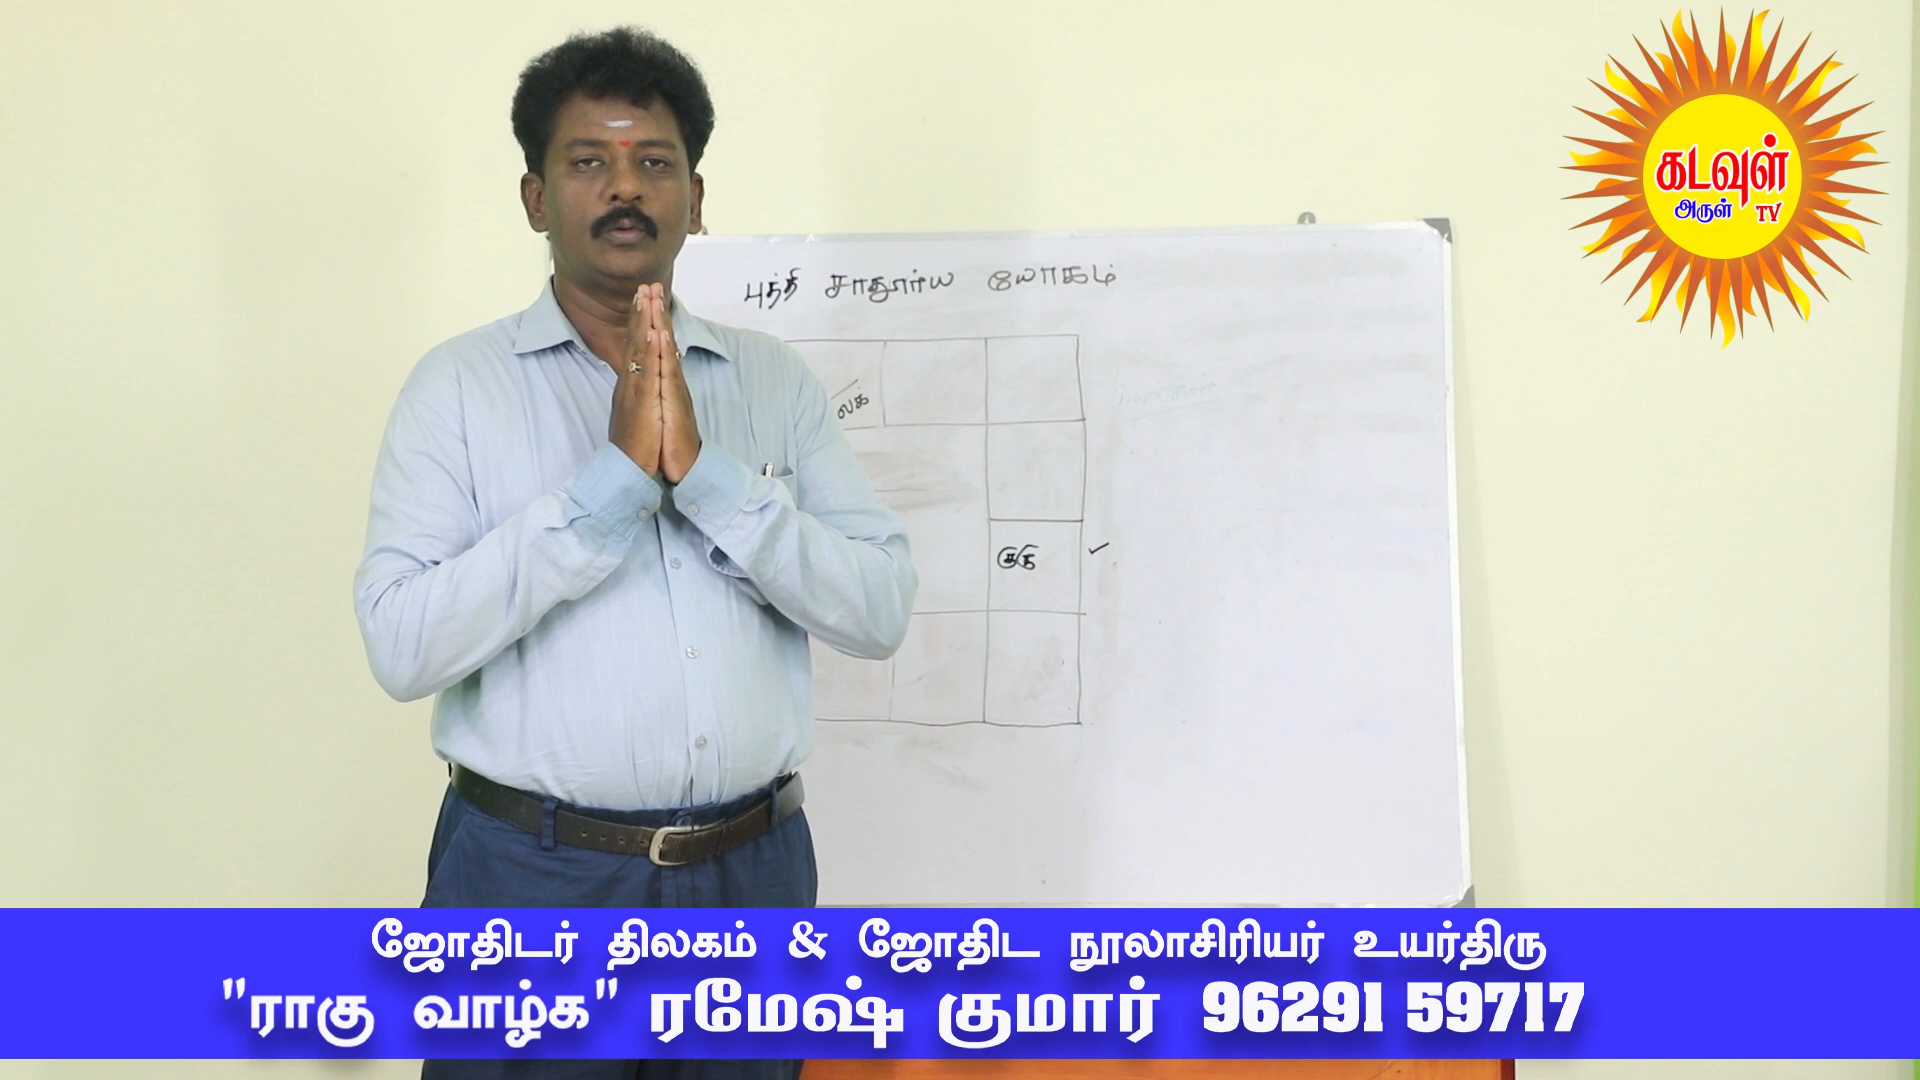 கடவுள்
அருள் TV
புத்தி சாதூர்ய யோகம்
லக்
குரு
ஜோதிடர் திலகம் & ஜோதிட நூலாசிரியர் உயர்திரு
"ராகு வாழ்க" ரமேஷ் குமார் 96291 59717